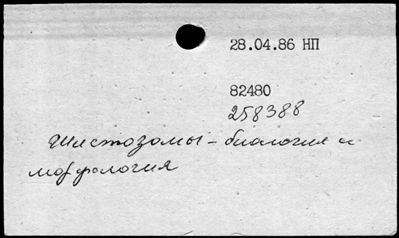 28.04.86 НП
82480
258388
Шистозомы - биология и
морфология